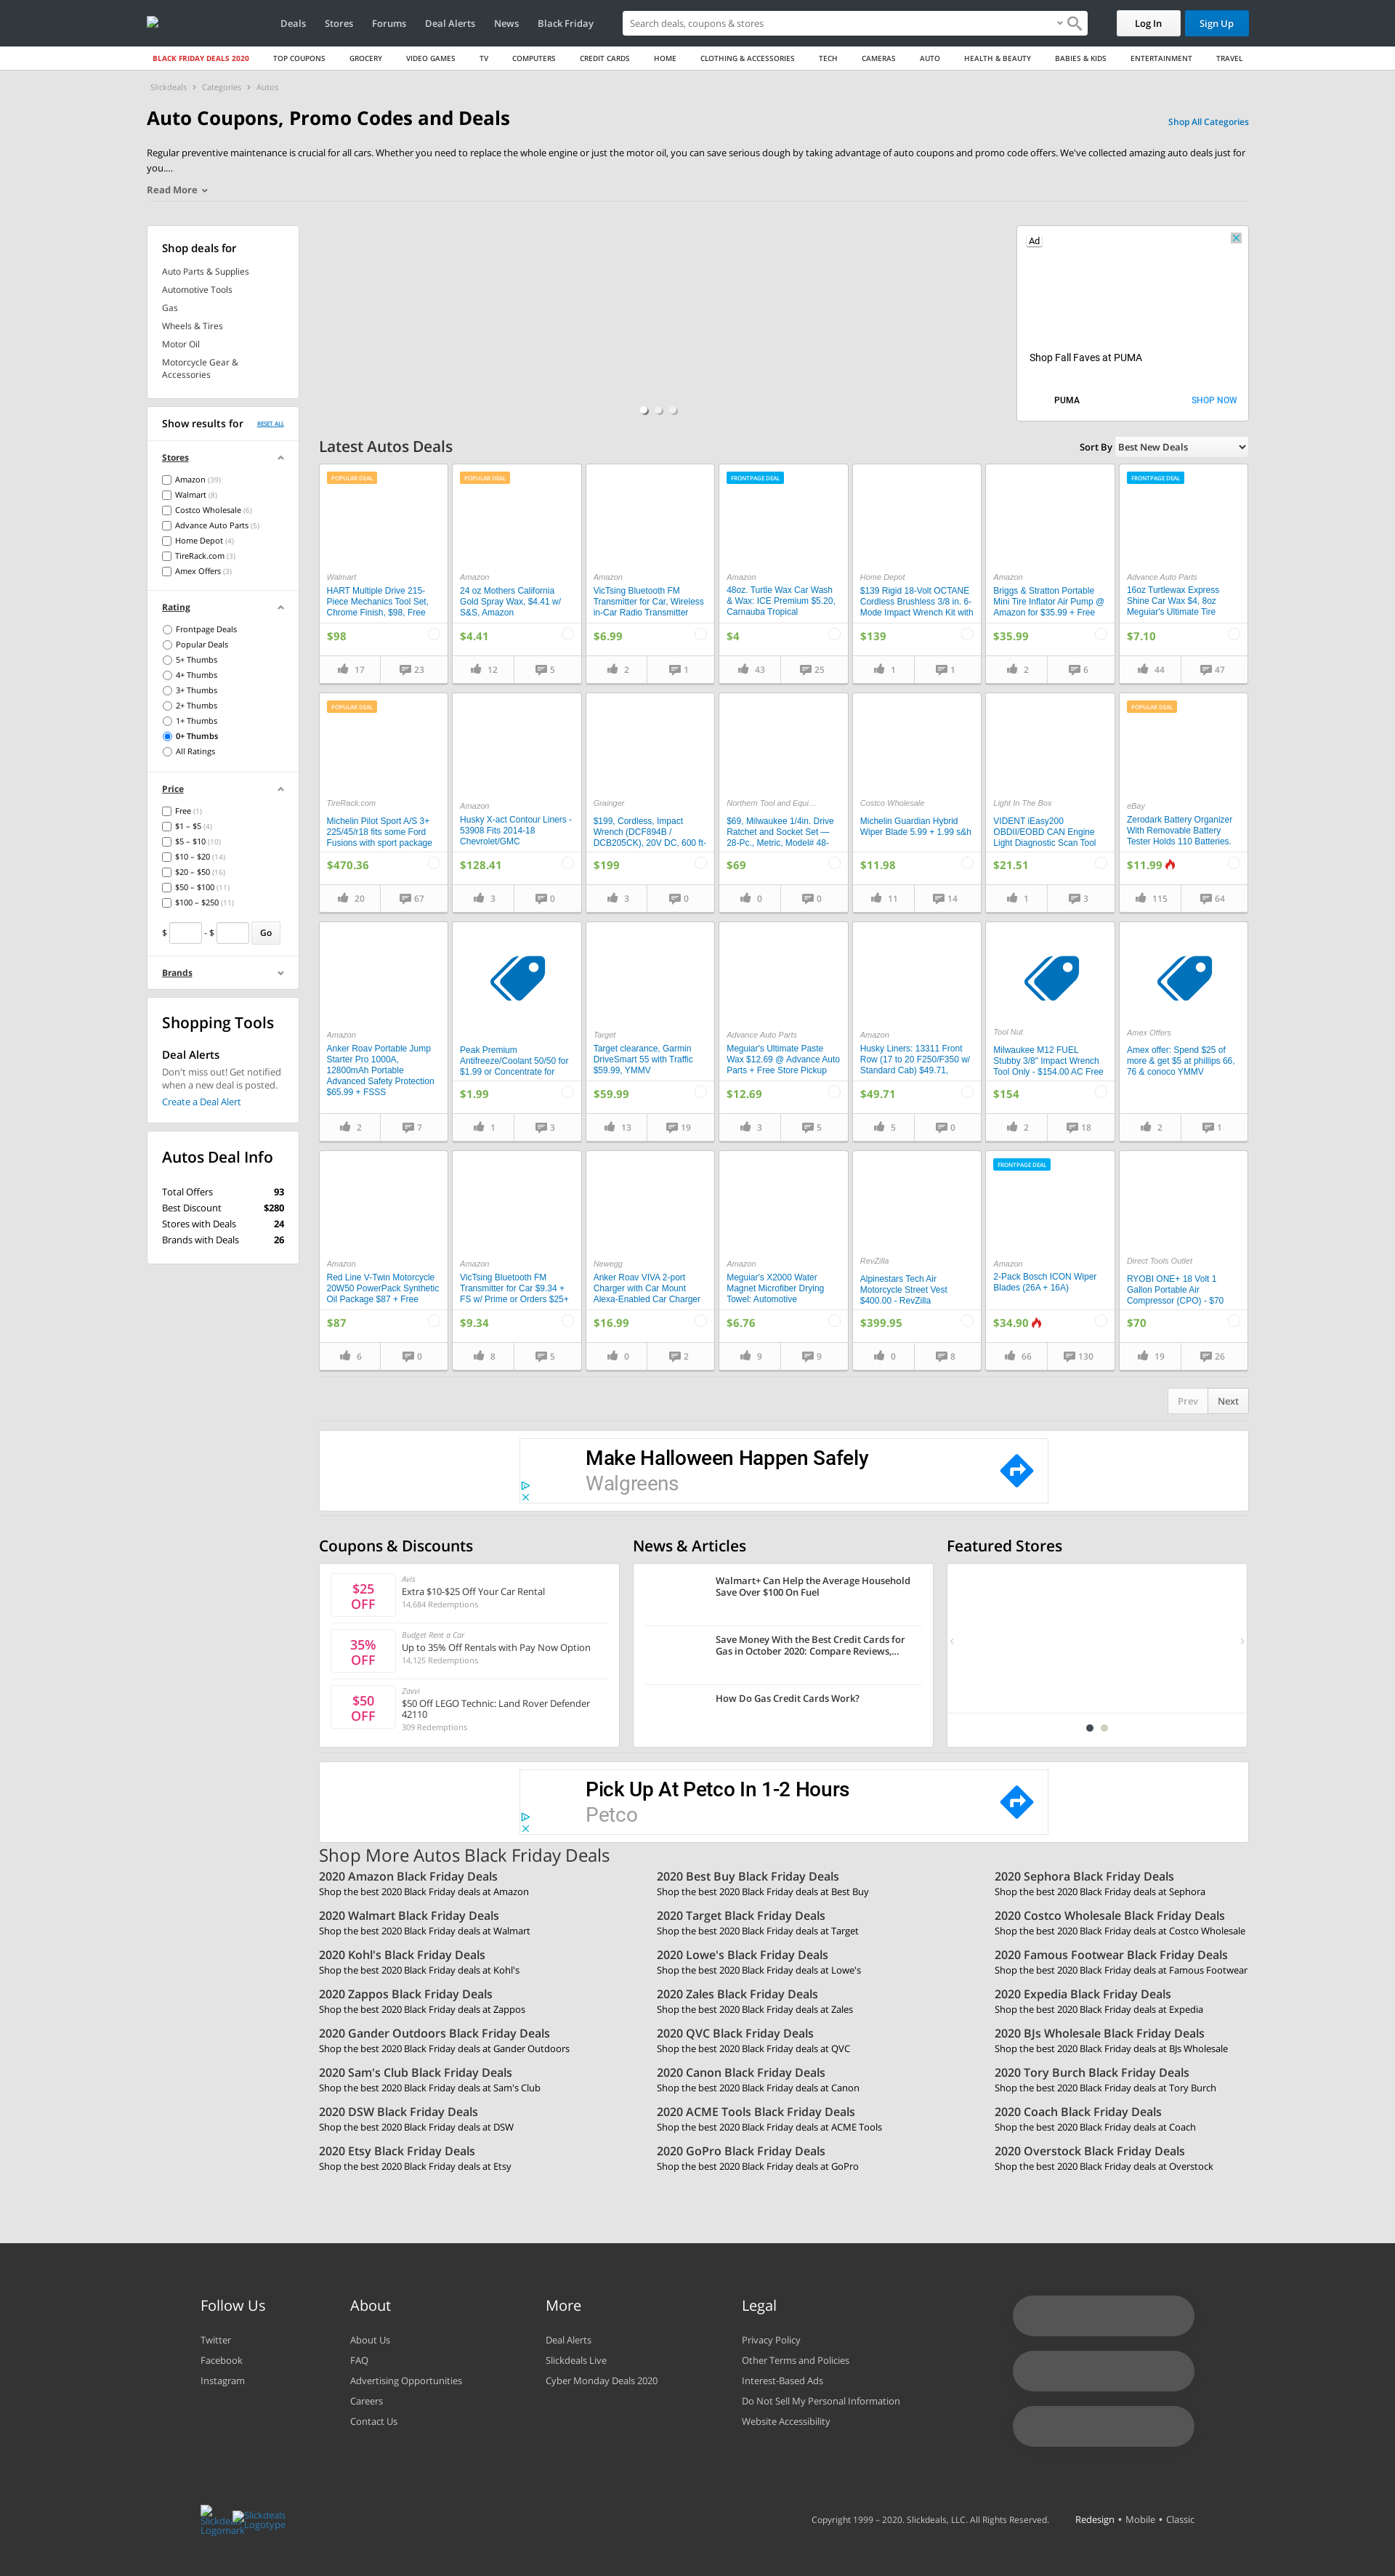 Deals Stores Forums Deal Alerts News Black Friday Search deals, coupons & stores Log In Sign Up
BLACK FRIDAY DEALS 2020 TOP COUPONS GROCERY VIDEO GAMES TV COMPUTERS CREDIT CARDS HOME CLOTHING & ACCESSORIES TECH CAMERAS AUTO HEALTH & BEAUTY BABIES & KIDS ENTERTAINMENT TRAVEL
Slickdeals › Categories › Autos
Auto Coupons, Promo Codes and Deals
Shop All Categories
Regular preventive maintenance is crucial for all cars. Whether you need to replace the whole engine or just the motor oil, you can save serious dough by taking advantage of auto coupons and promo code offers. We've collected amazing auto deals just for
you....
Read More
Shop deals for
Auto Parts & Supplies
Automotive Tools
Gas
Wheels & Tires
Motor Oil
Motorcycle Gear &
Accessories
Show results for RESET ALL
Stores
Amazon (39)
Walmart (8)
Costco Wholesale (6)
Advance Auto Parts (5)
Home Depot (4)
TireRack.com (3)
Amex Offers (3)
Rating
Frontpage Deals
Popular Deals
5+ Thumbs
4+ Thumbs
3+ Thumbs
2+ Thumbs
1+ Thumbs
0+ Thumbs
All Ratings
Price
Free (1)
$1 – $5 (4)
$5 – $10 (10)
$10 – $20 (14)
$20 – $50 (16)
$50 – $100 (11)
$100 – $250 (11)
$ - $ Go
Brands
Shopping Tools
Deal Alerts
Don't miss out! Get notified
when a new deal is posted.
Create a Deal Alert
Autos Deal Info
Total Offers 93
Best Discount $280
Stores with Deals 24
Brands with Deals 26
Ad
Shop Fall Faves at PUMA
PUMA SHOP NOW
Latest Autos Deals
Sort By Best New Deals
POPULAR DEAL
Walmart
HART Multiple Drive 215-
Piece Mechanics Tool Set,
Chrome Finish, $98, Free
$98
17 23
POPULAR DEAL
Amazon
24 oz Mothers California
Gold Spray Wax, $4.41 w/
S&S, Amazon
$4.41
12 5
Amazon
VicTsing Bluetooth FM
Transmitter for Car, Wireless
in-Car Radio Transmitter
$6.99
2 1
FRONTPAGE DEAL
Amazon
48oz. Turtle Wax Car Wash
& Wax: ICE Premium $5.20,
Carnauba Tropical
$4
43 25
Home Depot
$139 Rigid 18-Volt OCTANE
Cordless Brushless 3/8 in. 6-
Mode Impact Wrench Kit with
$139
1 1
Amazon
Briggs & Stratton Portable
Mini Tire Inflator Air Pump @
Amazon for $35.99 + Free
$35.99
2 6
FRONTPAGE DEAL
Advance Auto Parts
16oz Turtlewax Express
Shine Car Wax $4, 8oz
Meguiar's Ultimate Tire
$7.10
44 47
POPULAR DEAL
TireRack.com
Michelin Pilot Sport A/S 3+
225/45/r18 fits some Ford
Fusions with sport package
$470.36
20 67
Amazon
Husky X-act Contour Liners -
53908 Fits 2014-18
Chevrolet/GMC
$128.41
3 0
Grainger
$199, Cordless, Impact
Wrench (DCF894B /
DCB205CK), 20V DC, 600 ft-
$199
3 0
Northern Tool and Equi…
$69, Milwaukee 1/4in. Drive
Ratchet and Socket Set —
28-Pc., Metric, Model# 48-
$69
0 0
Costco Wholesale
Michelin Guardian Hybrid
Wiper Blade 5.99 + 1.99 s&h
$11.98
11 14
Light In The Box
VIDENT iEasy200
OBDII/EOBD CAN Engine
Light Diagnostic Scan Tool
$21.51
1 3
POPULAR DEAL
eBay
Zerodark Battery Organizer
With Removable Battery
Tester Holds 110 Batteries.
$11.99
115 64
Amazon
Anker Roav Portable Jump
Starter Pro 1000A,
12800mAh Portable
Advanced Safety Protection
$65.99 + FSSS
2 7
Peak Premium
Antifreeze/Coolant 50/50 for
$1.99 or Concentrate for
$1.99
1 3
Target
Target clearance, Garmin
DriveSmart 55 with Traffic
$59.99, YMMV
$59.99
13 19
Advance Auto Parts
Meguiar's Ultimate Paste
Wax $12.69 @ Advance Auto
Parts + Free Store Pickup
$12.69
3 5
Amazon
Husky Liners: 13311 Front
Row (17 to 20 F250/F350 w/
Standard Cab) $49.71,
$49.71
5 0
Tool Nut
Milwaukee M12 FUEL
Stubby 3/8" Impact Wrench
Tool Only - $154.00 AC Free
$154
2 18
Amex Offers
Amex offer: Spend $25 of
more & get $5 at phillips 66,
76 & conoco YMMV
2 1
Amazon
Red Line V-Twin Motorcycle
20W50 PowerPack Synthetic
Oil Package $87 + Free
$87
6 0
Amazon
VicTsing Bluetooth FM
Transmitter for Car $9.34 +
FS w/ Prime or Orders $25+
$9.34
8 5
Newegg
Anker Roav VIVA 2-port
Charger with Car Mount
Alexa-Enabled Car Charger
$16.99
0 2
Amazon
Meguiar's X2000 Water
Magnet Microfiber Drying
Towel: Automotive
$6.76
9 9
RevZilla
Alpinestars Tech Air
Motorcycle Street Vest
$400.00 - RevZilla
$399.95
0 8
FRONTPAGE DEAL
Amazon
2-Pack Bosch ICON Wiper
Blades (26A + 16A)
$34.90
66 130
Direct Tools Outlet
RYOBI ONE+ 18 Volt 1
Gallon Portable Air
Compressor (CPO) - $70
$70
19 26
Prev Next
Make Halloween Happen Safely
Walgreens
Coupons & Discounts
$25
OFF
Avis
Extra $10-$25 Off Your Car Rental
14,684 Redemptions
35%
OFF
Budget Rent a Car
Up to 35% Off Rentals with Pay Now Option
14,125 Redemptions
$50
OFF
Zavvi
$50 Off LEGO Technic: Land Rover Defender
42110
309 Redemptions
News & Articles
Walmart+ Can Help the Average Household
Save Over $100 On Fuel
Save Money With the Best Credit Cards for
Gas in October 2020: Compare Reviews,...
How Do Gas Credit Cards Work?
Featured Stores
Pick Up At Petco In 1-2 Hours
Petco
Shop More Autos Black Friday Deals
2020 Amazon Black Friday Deals
Shop the best 2020 Black Friday deals at Amazon
2020 Best Buy Black Friday Deals
Shop the best 2020 Black Friday deals at Best Buy
2020 Sephora Black Friday Deals
Shop the best 2020 Black Friday deals at Sephora
2020 Walmart Black Friday Deals
Shop the best 2020 Black Friday deals at Walmart
2020 Target Black Friday Deals
Shop the best 2020 Black Friday deals at Target
2020 Costco Wholesale Black Friday Deals
Shop the best 2020 Black Friday deals at Costco Wholesale
2020 Kohl's Black Friday Deals
Shop the best 2020 Black Friday deals at Kohl's
2020 Lowe's Black Friday Deals
Shop the best 2020 Black Friday deals at Lowe's
2020 Famous Footwear Black Friday Deals
Shop the best 2020 Black Friday deals at Famous Footwear
2020 Zappos Black Friday Deals
Shop the best 2020 Black Friday deals at Zappos
2020 Zales Black Friday Deals
Shop the best 2020 Black Friday deals at Zales
2020 Expedia Black Friday Deals
Shop the best 2020 Black Friday deals at Expedia
2020 Gander Outdoors Black Friday Deals
Shop the best 2020 Black Friday deals at Gander Outdoors
2020 QVC Black Friday Deals
Shop the best 2020 Black Friday deals at QVC
2020 BJs Wholesale Black Friday Deals
Shop the best 2020 Black Friday deals at BJs Wholesale
2020 Sam's Club Black Friday Deals
Shop the best 2020 Black Friday deals at Sam's Club
2020 Canon Black Friday Deals
Shop the best 2020 Black Friday deals at Canon
2020 Tory Burch Black Friday Deals
Shop the best 2020 Black Friday deals at Tory Burch
2020 DSW Black Friday Deals
Shop the best 2020 Black Friday deals at DSW
2020 ACME Tools Black Friday Deals
Shop the best 2020 Black Friday deals at ACME Tools
2020 Coach Black Friday Deals
Shop the best 2020 Black Friday deals at Coach
2020 Etsy Black Friday Deals
Shop the best 2020 Black Friday deals at Etsy
2020 GoPro Black Friday Deals
Shop the best 2020 Black Friday deals at GoPro
2020 Overstock Black Friday Deals
Shop the best 2020 Black Friday deals at Overstock
Follow Us
Twitter
Facebook
Instagram
About
About Us
FAQ
Advertising Opportunities
Careers
Contact Us
More
Deal Alerts
Slickdeals Live
Cyber Monday Deals 2020
Legal
Privacy Policy
Other Terms and Policies
Interest-Based Ads
Do Not Sell My Personal Information
Website Accessibility
Slickdeals
Logomark
Slickdeals
Logotype
Copyright 1999 – 2020. Slickdeals, LLC. All Rights Reserved. Redesign • Mobile • Classic